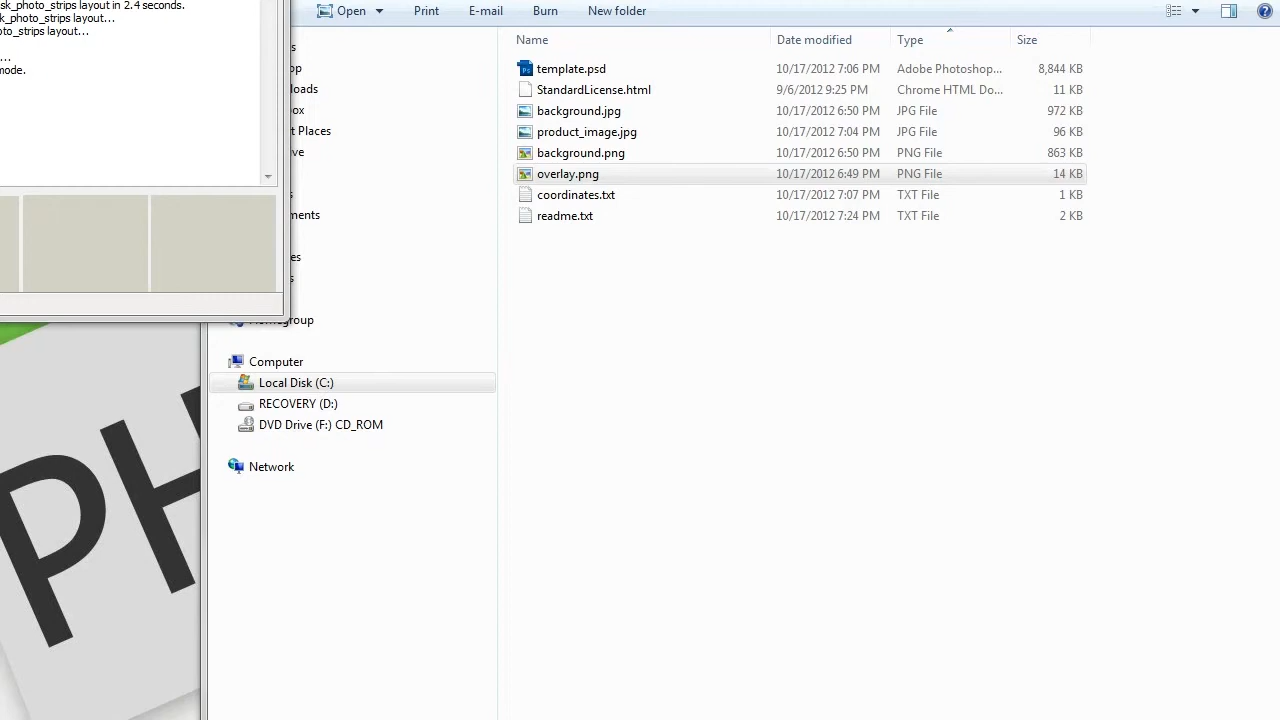 sk_photo_strips layout in 2.4 seconds.
k_photo_strips layout...
oto_strips layout...
...
mode.
Open
Print
E-mail
Burn
New folder
Name
Date modified
Type
Size
template.psd 10/17/2012 7:06 PM Adobe Photoshop... 8,844 KB
StandardLicense.html 9/6/2012 9:25 PM Chrome HTML Do... 11 KB
background.jpg 10/17/2012 6:50 PM JPG File 972 KB
product_image.jpg 10/17/2012 7:04 PM JPG File 96 KB
background.png 10/17/2012 6:50 PM PNG File 863 KB
overlay.png 10/17/2012 6:49 PM PNG File 14 KB
coordinates.txt 10/17/2012 7:07 PM TXT File 1 KB
readme.txt 10/17/2012 7:24 PM TXT File 2 KB
s
op
loads
ox
t Places
ve
s
ments
es
s
Homegroup
Computer
Local Disk (C:)
RECOVERY (D:)
DVD Drive (F:) CD_ROM
Network
PH